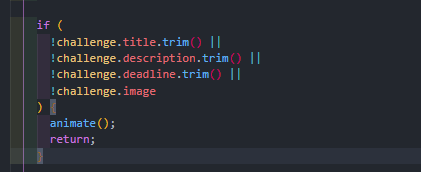 if (
!challenge.title.trim() ||
!challenge.description.trim() ||
!challenge.deadline.trim() ||
!challenge.image
) {
animate();
return;
}